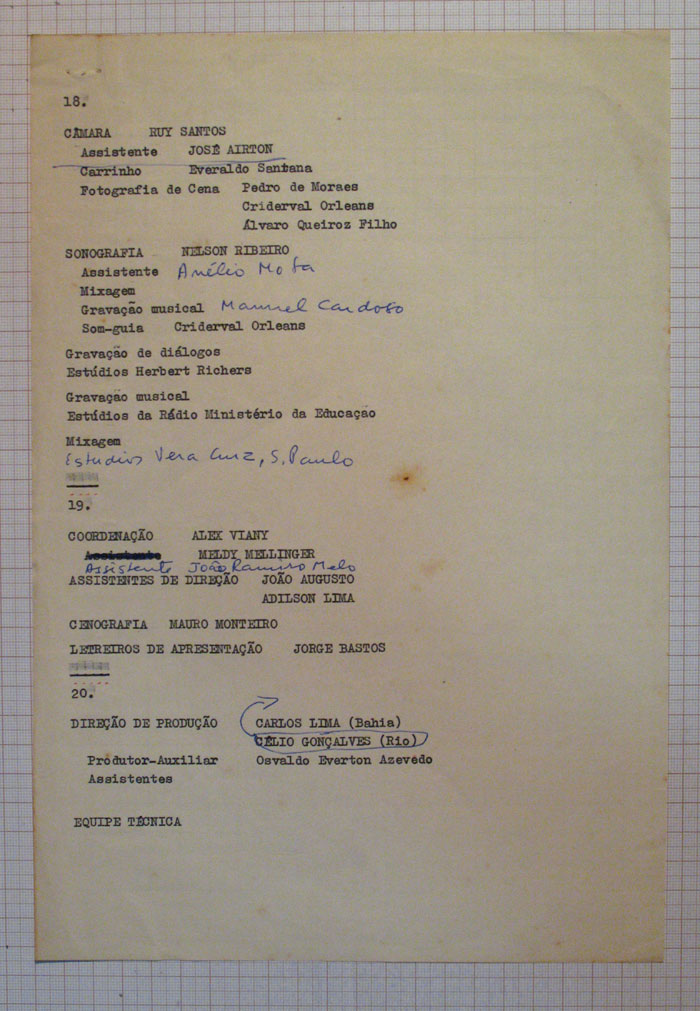 18.
CÂMARA RUY SANTOS
Assistente JOSÉ AIRTON
Carrinho Everaldo Santana
Fotografia de Cena Pedro de Moraes
Criderval Orleans
Álvaro Queiroz Filho
SONOGRAFIA NELSON RIBEIRO
Assistente Amélio Mota
Mixagem
Gravação musical Manuel Cardoso
Som-guia Criderval Orleans
Gravação de diálogos
Estúdios Herbert Richers
Gravação musical
Estúdios da Rádio Ministério da Educação
Mixagem
Estudios Vera Cruz, S. Paulo
19.
COORDENAÇÃO ALEX VIANY
Assistente MELDY MELLINGER
Assistente João Ramiro Melo
ASSISTENTES DE DIREÇÃO JOÃO AUGUSTO
ADILSON LIMA
CENOGRAFIA MAURO MONTEIRO
LETREIROS DE APRESENTAÇÃO JORGE BASTOS
20.
DIREÇÃO DE PRODUÇÃO CARLOS LIMA (Bahia)
CÉLIO GONÇALVES (Rio)
Produtor-Auxiliar Osvaldo Everton Azevedo
Assistentes
EQUIPE TÉCNICA